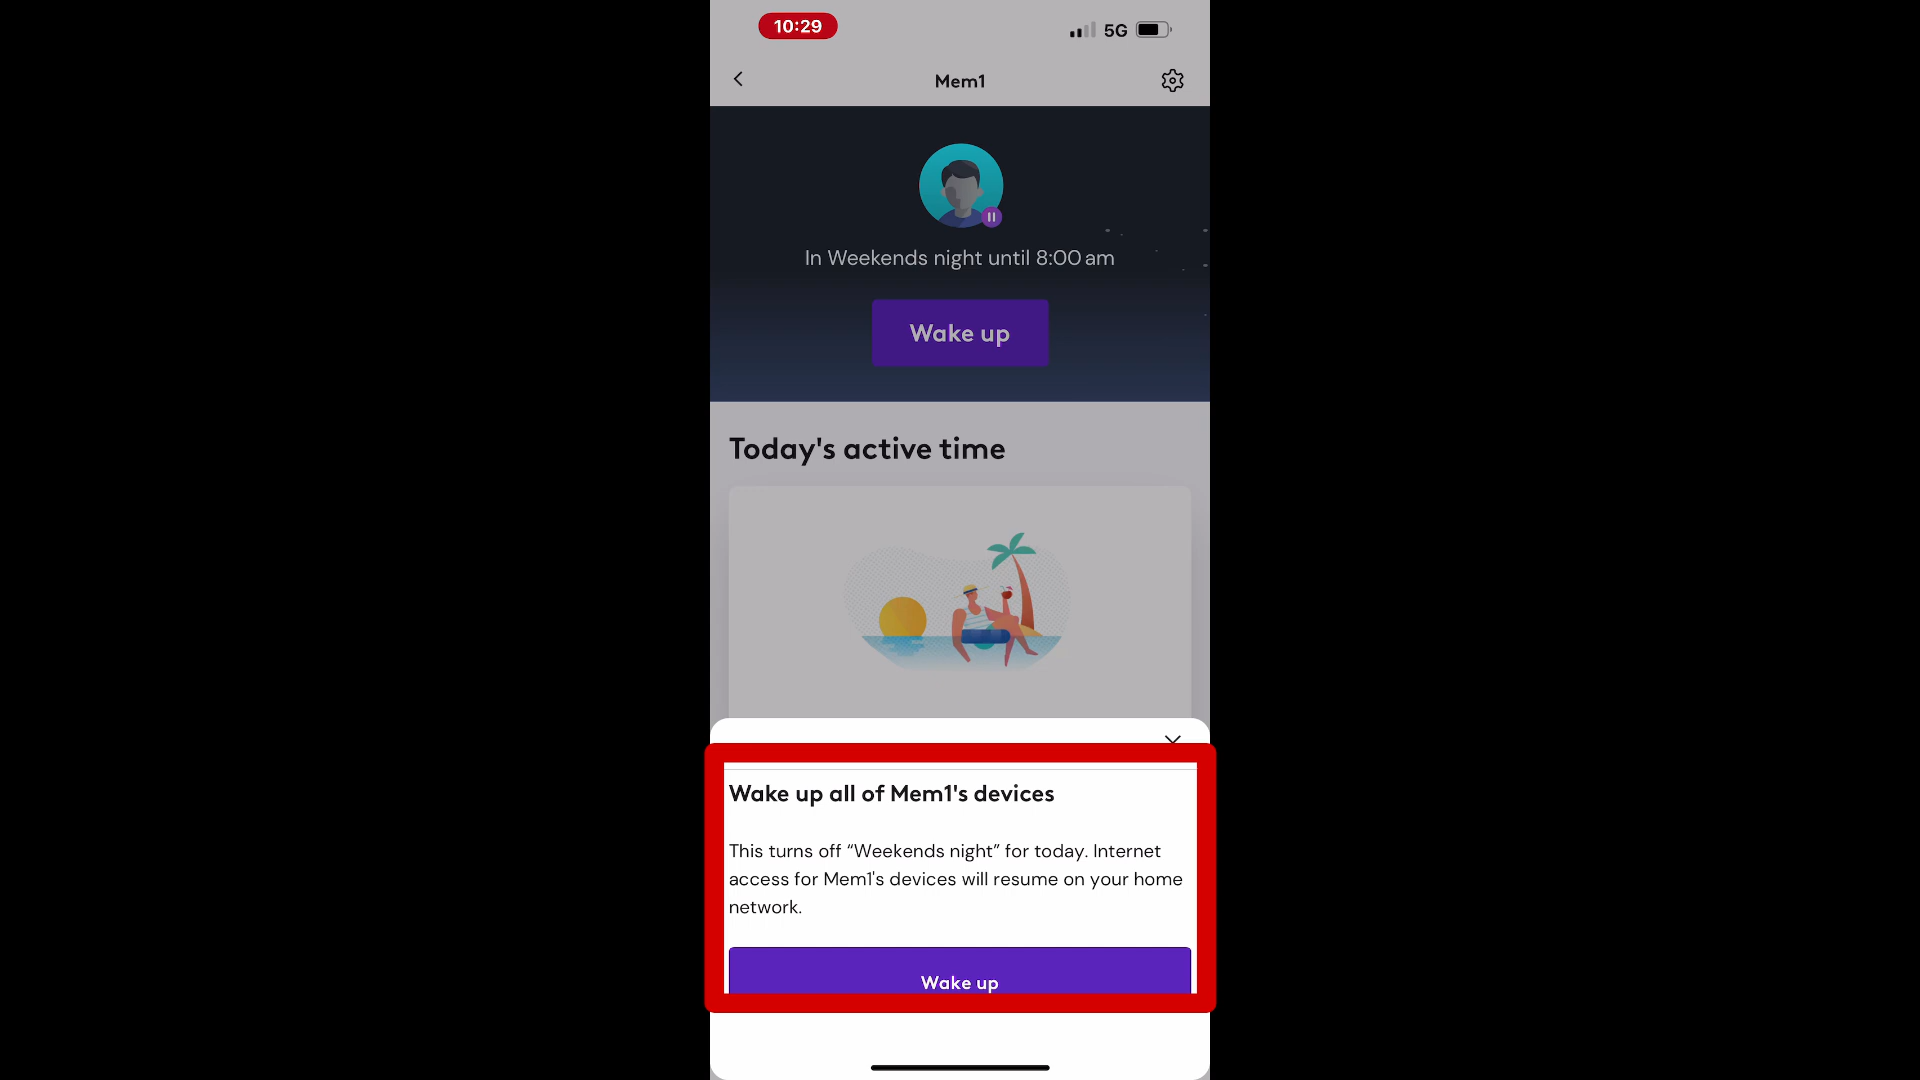 10:29
5G
Mem1
In Weekends night until 8:00 am
Wake up
Today's active time
Wake up all of Mem1's devices
This turns off “Weekends night” for today. Internet
access for Mem1's devices will resume on your home
network.
Wake up